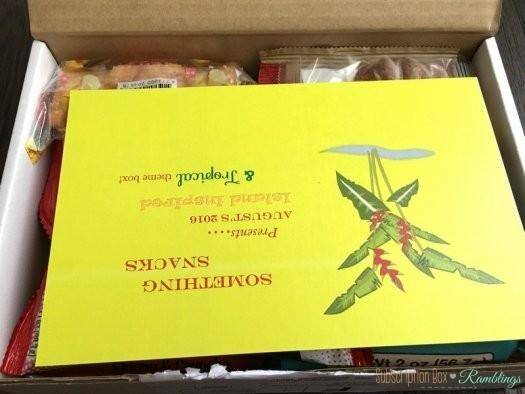 SOMETHING
SNACKS
Presents.....
AUGUST'S 2016
Island Inspired
& Tropical theme box!
Wt 2 oz (56.7g)
Subscription Box ♥ Ramblings